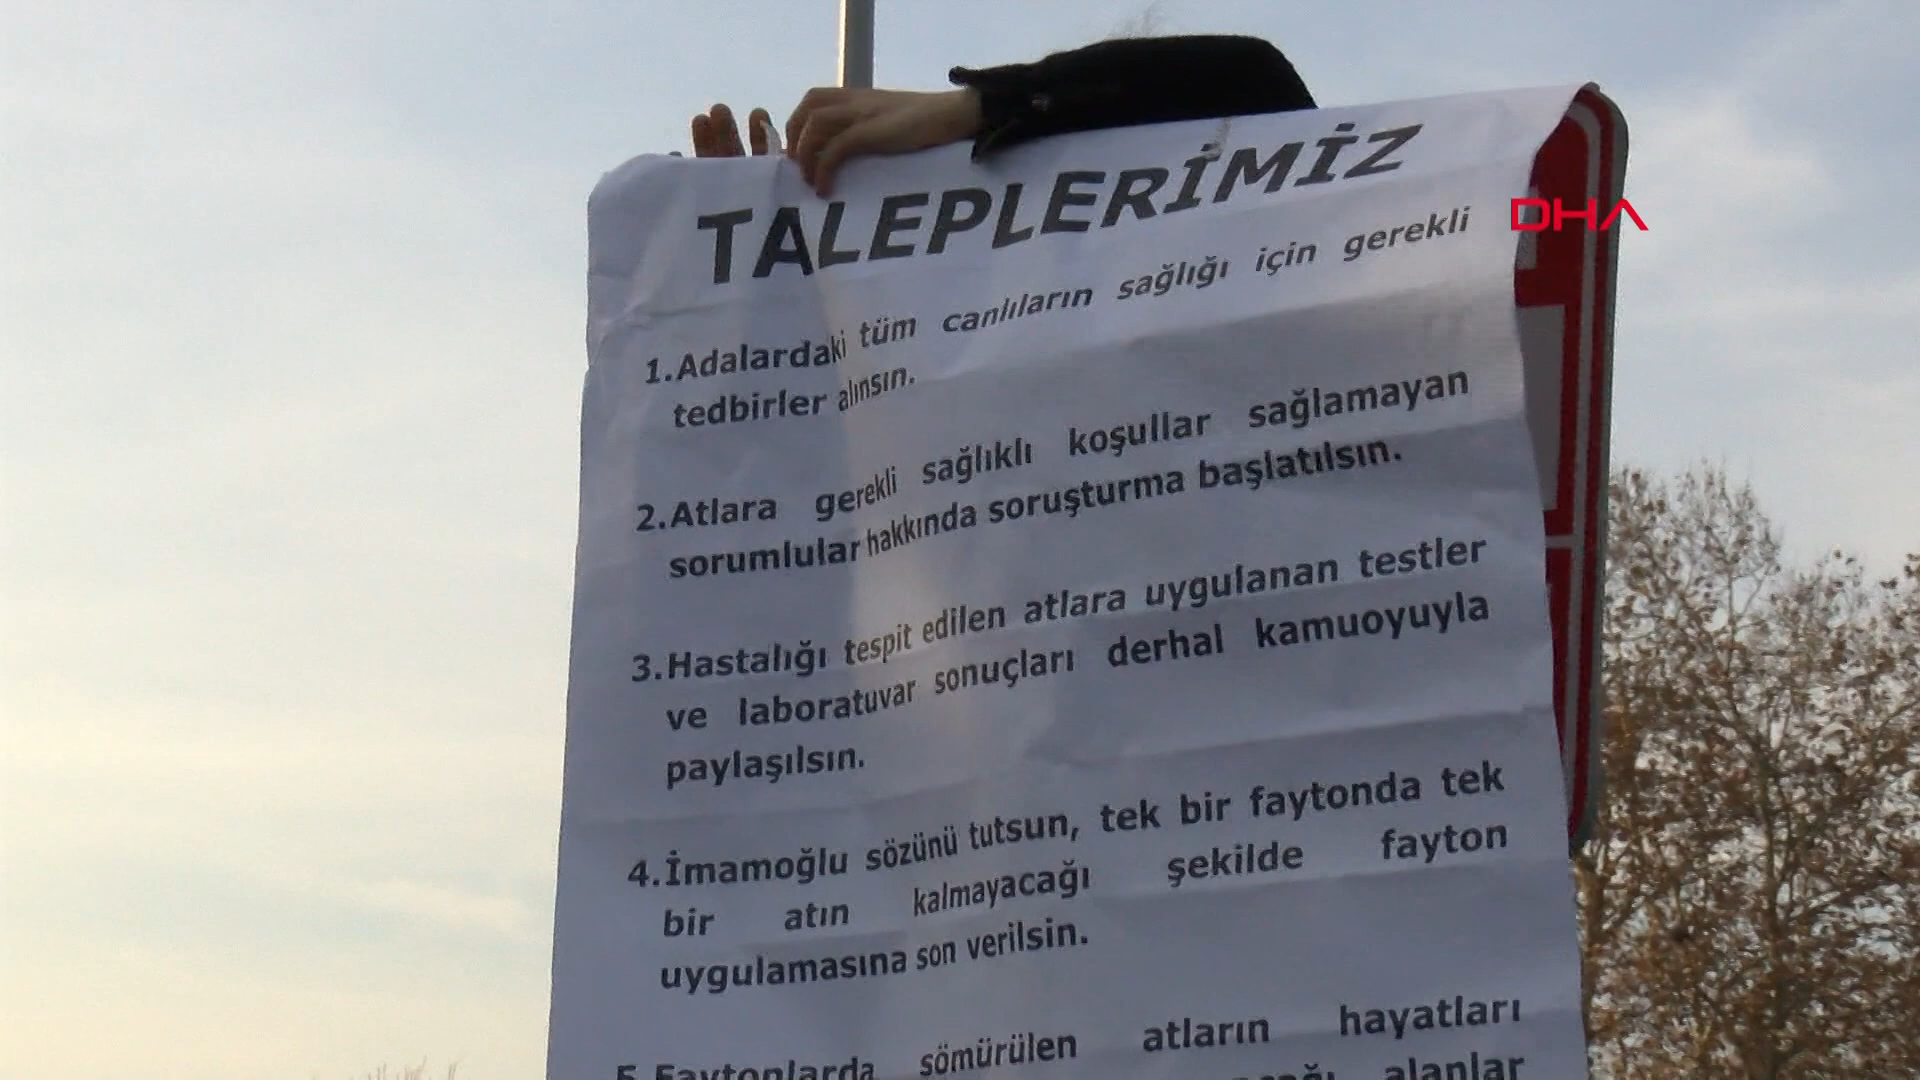 TALEPLERİMİZ
DHA
1.Adalardaki tüm canlıların sağlığı için gerekli
tedbirler alınsın.
2.Atlara gerekli sağlıklı koşullar sağlamayan
sorumlular hakkında soruşturma başlatılsın.
3.Hastalığı tespit edilen atlara uygulanan testler
ve laboratuvar sonuçları derhal kamuoyuyla
paylaşılsın.
4.İmamoğlu sözünü tutsun, tek bir faytonda tek
bir atın kalmayacağı şekilde fayton
uygulamasına son verilsin.
5.Faytonlarda sömürülen atların hayatları
alanlar